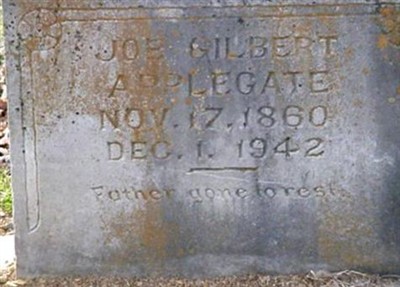 JOE GILBERT
APPLEGATE
NOV. 17, 1860
DEC. 1, 1942
Father gone to rest.